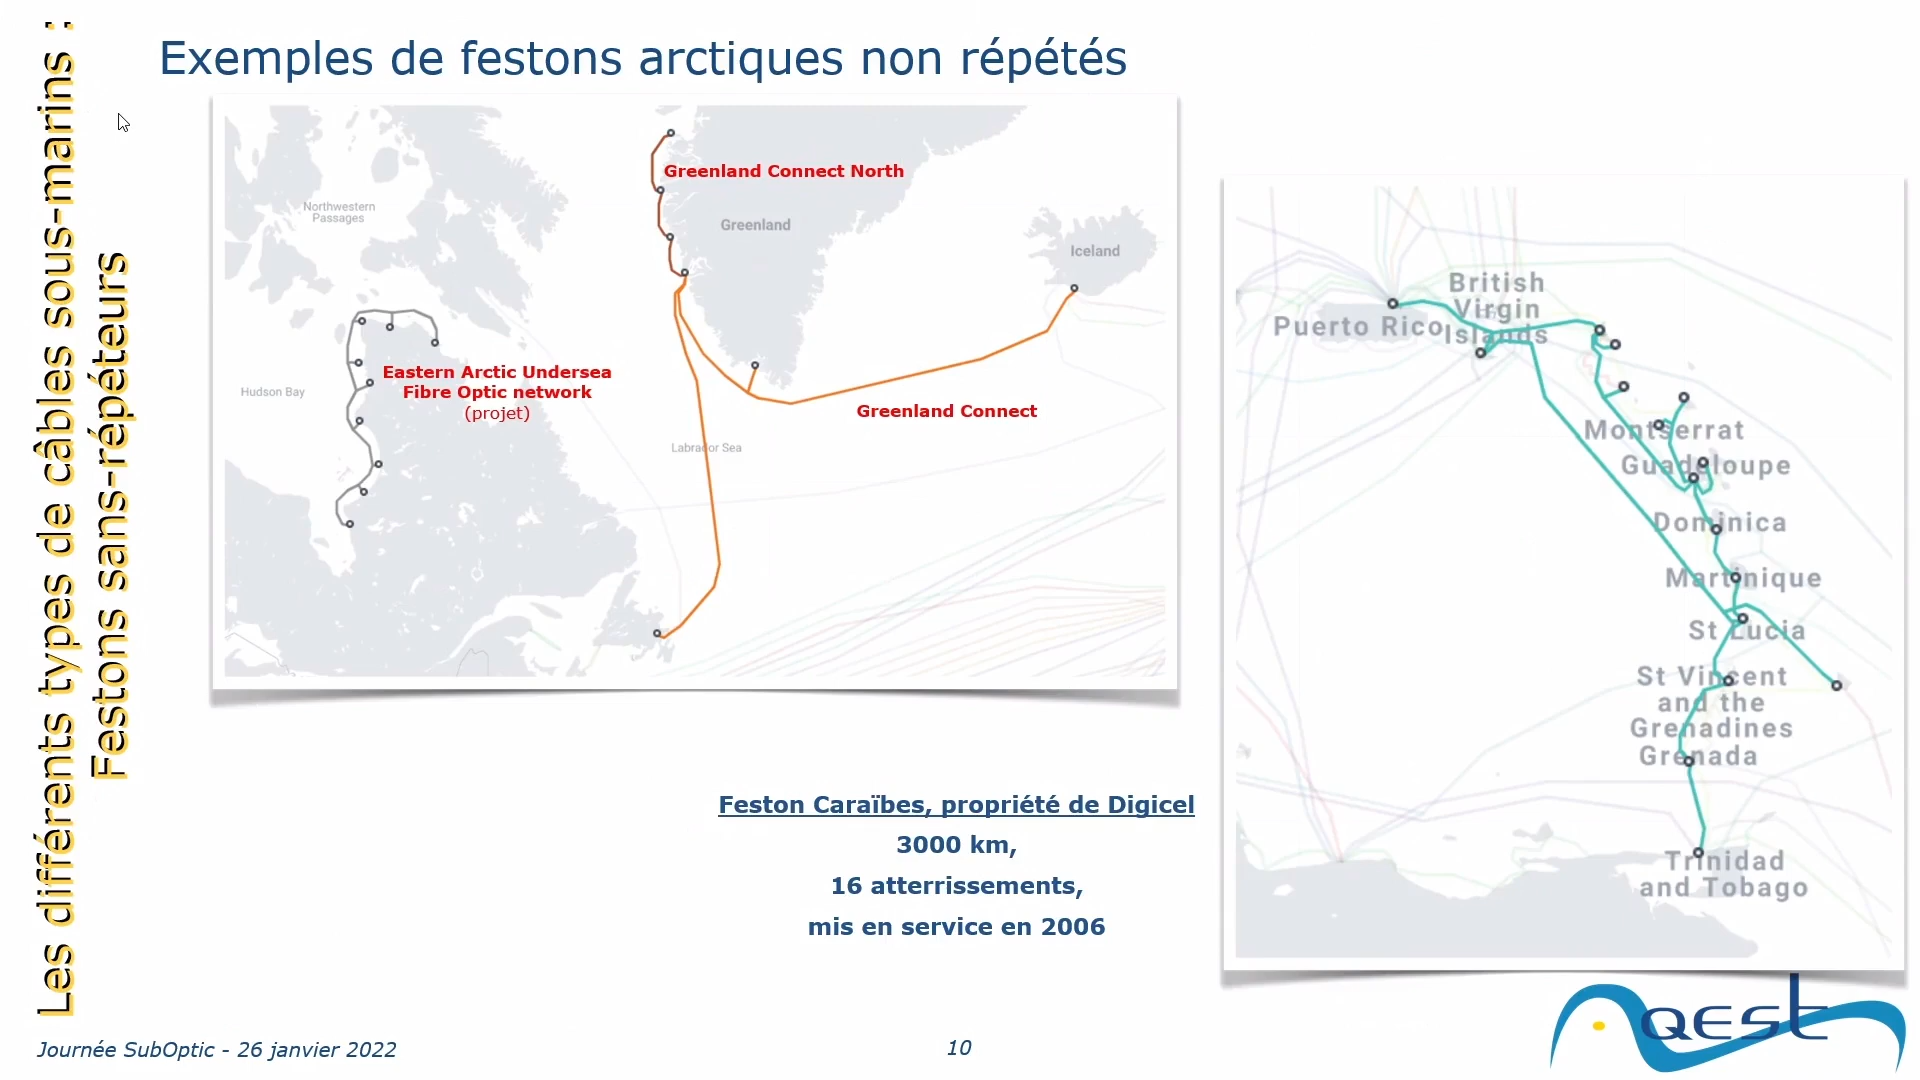 Les différents types de câbles sous-marins :
Festons sans-répéteurs
Exemples de festons arctiques non répétés
Greenland Connect North
Northwestern
Passages
Greenland
Iceland
Eastern Arctic Undersea
Fibre Optic network
(projet)
Hudson Bay
Greenland Connect
Labrador Sea
British
Virgin
Islands
Puerto Rico
Montserrat
Guadeloupe
Dominica
Martinique
St Lucia
St Vincent
and the
Grenadines
Grenada
Trinidad
and Tobago
Feston Caraïbes, propriété de Digicel
3000 km,
16 atterrissements,
mis en service en 2006
Journée SubOptic - 26 janvier 2022
10
AQEST